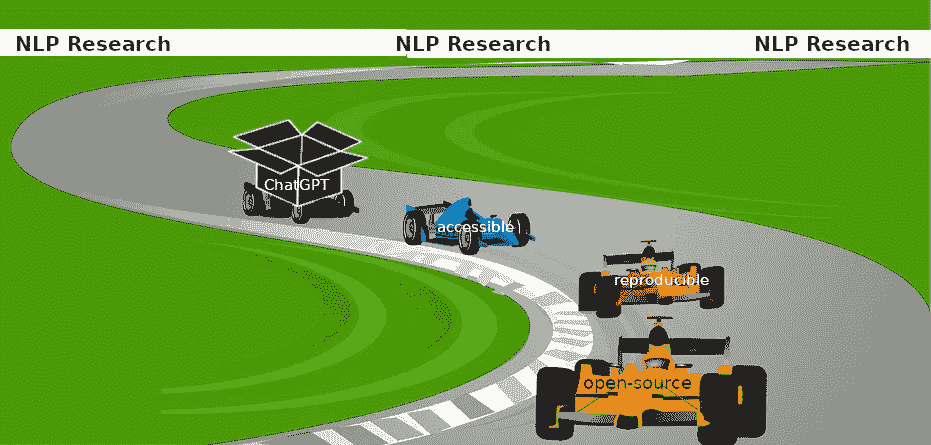 NLP Research
NLP Research
NLP Research
ChatGPT
accessible
reproducible
open-source